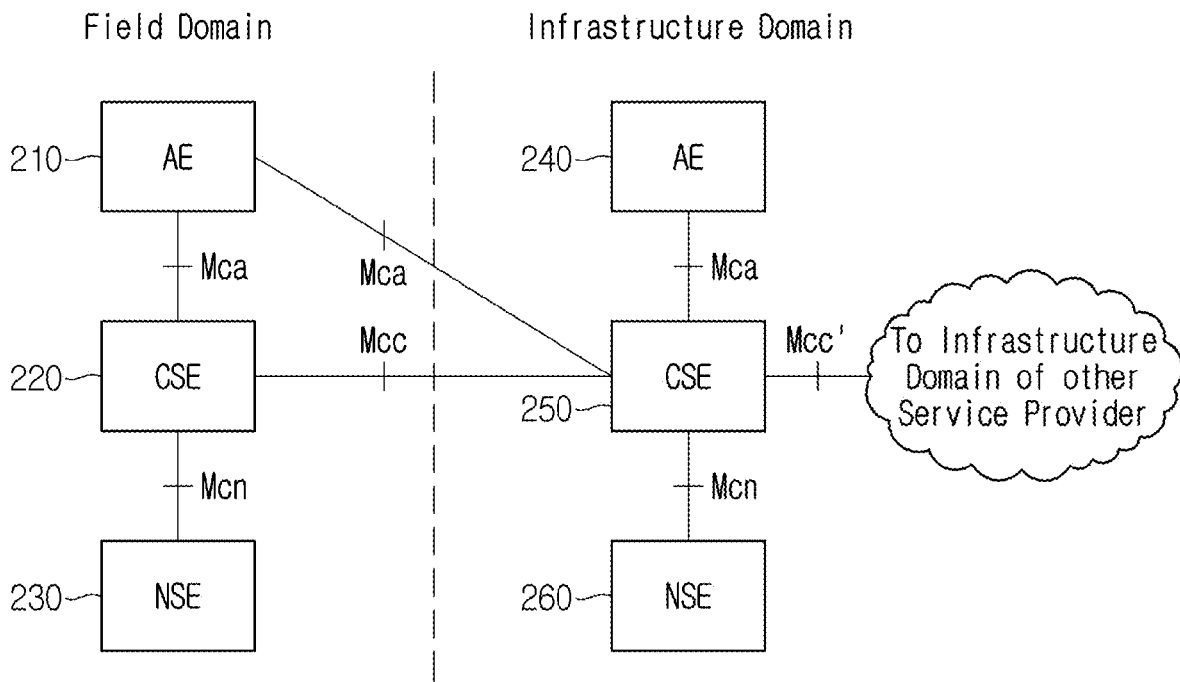 Field Domain
Infrastructure Domain
210
AE
240
AE
Mca
Mca
Mca
220
CSE
Mcc
250
CSE
Mcc'
To Infrastructure
Domain of other
Service Provider
Mcn
Mcn
230
NSE
260
NSE